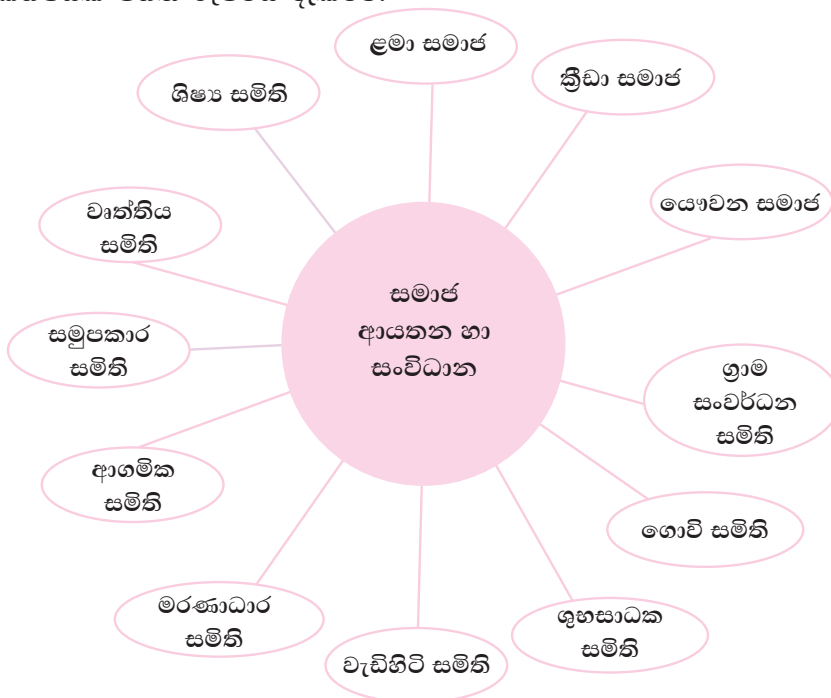 ළමා සමාජ
ක්‍රීඩා සමාජ
ශිෂ්‍ය සමිති
යෞවන සමාජ
වෘත්තිය
සමිති
සමාජ
ආයතන හා
සංවිධාන
සමුපකාර
සමිති
ග්‍රාම
සංවර්ධන
සමිති
ආගමික
සමිති
ගොවි සමිති
මරණාධාර
සමිති
ශුභසාධක
සමිති
වැඩිහිටි සමිති